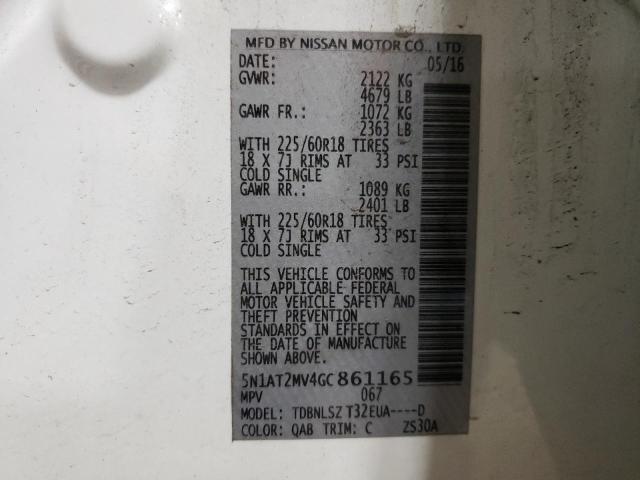 MFD BY NISSAN MOTOR CO., LTD.
DATE: 05/16
GVWR: 2122 KG
4679 LB
GAWR FR.: 1072 KG
2363 LB
WITH 225/60R18 TIRES
18 X 7J RIMS AT 33 PSI
COLD SINGLE
GAWR RR.: 1089 KG
2401 LB
WITH 225/60R18 TIRES
18 X 7J RIMS AT 33 PSI
COLD SINGLE
THIS VEHICLE CONFORMS TO
ALL APPLICABLE FEDERAL
MOTOR VEHICLE SAFETY AND
THEFT PREVENTION
STANDARDS IN EFFECT ON
THE DATE OF MANUFACTURE
SHOWN ABOVE.
5N1AT2MV4GC861165
MPV 067
MODEL: TDBNLSZ T32EUA----D
COLOR: QAB TRIM: C ZS30A